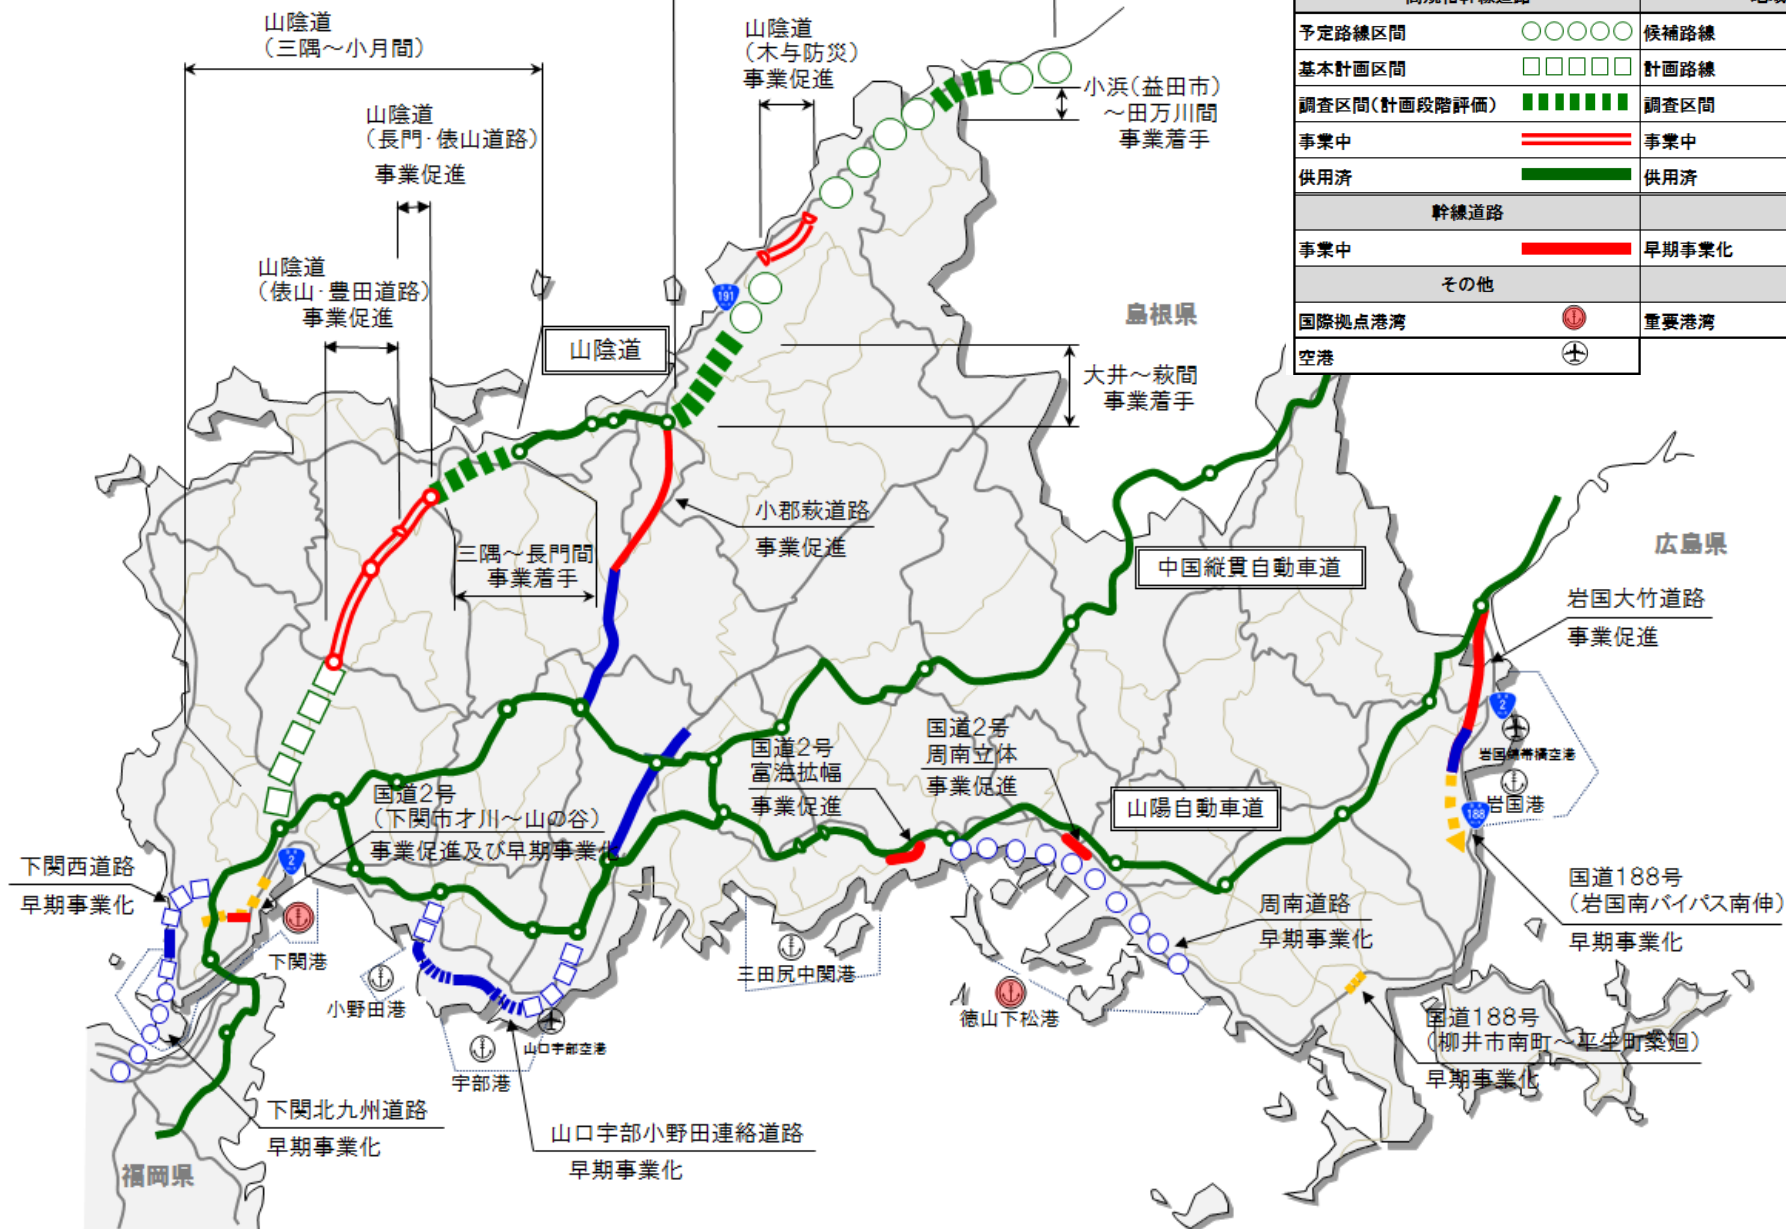 山陰道
（三隅～小月間）
山陰道
（木与防災）
事業促進
小浜（益田市）
～田万川間
事業着手
山陰道
（長門・俵山道路）
事業促進
山陰道
（俵山・豊田道路）
事業促進
191
山陰道
島根県
大井～萩間
事業着手
予定路線区間
候補路線
基本計画区間
計画路線
調査区間（計画段階評価）
調査区間
事業中
事業中
供用済
供用済
幹線道路
事業中
早期事業化
その他
国際拠点港湾
重要港湾
空港
小郡萩道路
事業促進
三隅～長門間
事業着手
中国縦貫自動車道
広島県
岩国大竹道路
事業促進
2
岩国錦帯橋空港
岩国港
188
国道2号
周南立体
事業促進
国道2号
富海拡幅
事業促進
山陽自動車道
国道2号
（下関市才川～山の谷）
事業促進及び早期事業化
2
下関西道路
早期事業化
国道188号
（岩国南バイパス南伸）
早期事業化
周南道路
早期事業化
下関港
小野田港
三田尻中関港
徳山下松港
宇部港
山口宇部空港
国道188号
早期事業化
下関北九州道路
早期事業化
山口宇部小野田連絡道路
早期事業化
福岡県